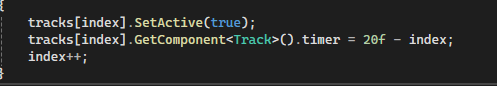 {
tracks[index].SetActive(true);
tracks[index].GetComponent<Track>().timer = 20f - index;
index++;
}